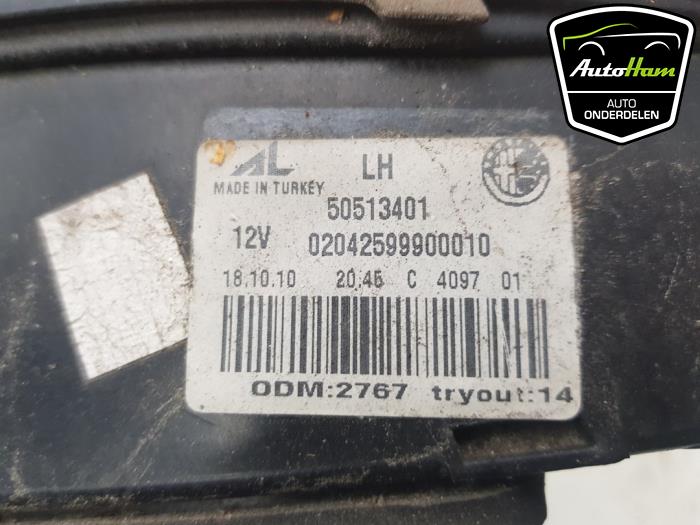 AutoHam
AUTO
ONDERDELEN
AL LH
MADE IN TURKEY
50513401
12V 02042599900010
18.10.10 20:45 C 4097 01
ODM:2767 tryout:14